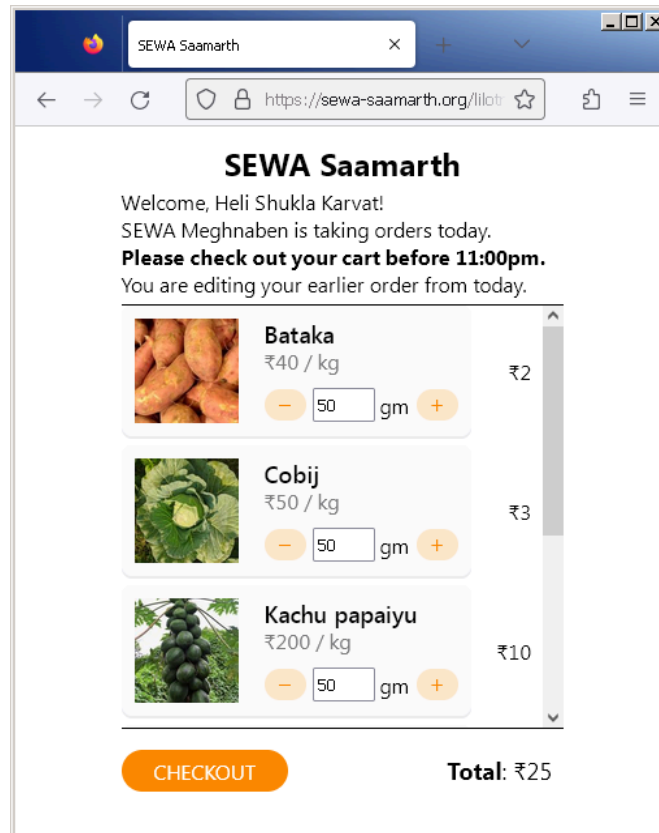 SEWA Saamarth
https://sewa-saamarth.org/lilot
SEWA Saamarth
Welcome, Heli Shukla Karvat!
SEWA Meghnaben is taking orders today.
Please check out your cart before 11:00pm.
You are editing your earlier order from today.
Bataka
₹40 / kg
₹2
− 50 gm +
Cobij
₹50 / kg
₹3
− 50 gm +
Kachu papaiyu
₹200 / kg
₹10
− 50 gm +
CHECKOUT
Total: ₹25